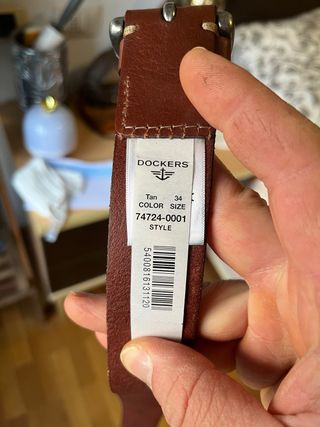 DOCKERS
Tan 34
COLOR SIZE
74724-0001
STYLE
5400816131120